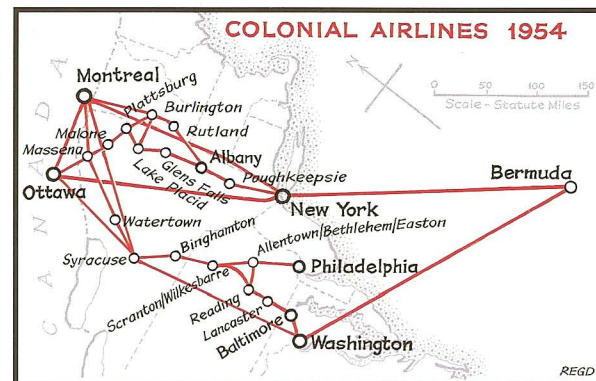 COLONIAL AIRLINES 1954
CANADA
Montreal
Plattsburg
Burlington
Rutland
Malone
Massena
Albany
Ottawa
Lake Placid
Glens Falls
Poughkeepsie
New York
Bermuda
0 50 100 150
Scale - Statute Miles
Watertown
Syracuse
Binghamton
Allentown/Bethlehem/Easton
Scranton/Wilkesbarre
Philadelphia
Reading
Lancaster
Baltimore
Washington
REGD